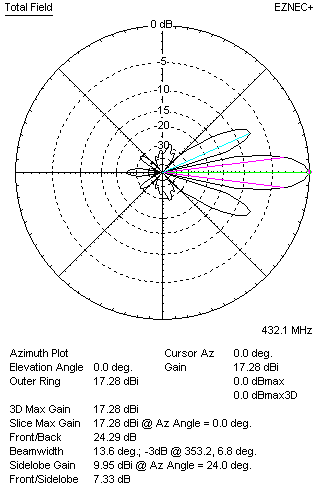 Total Field EZNEC+
0 dB
-5
-10
-15
-20
-30
432.1 MHz
Azimuth Plot Cursor Az 0.0 deg.
Elevation Angle 0.0 deg. Gain 17.28 dBi
Outer Ring 17.28 dBi 0.0 dBmax
0.0 dBmax3D
3D Max Gain 17.28 dBi
Slice Max Gain 17.28 dBi @ Az Angle = 0.0 deg.
Front/Back 24.29 dB
Beamwidth 13.6 deg.; -3dB @ 353.2, 6.8 deg.
Sidelobe Gain 9.95 dBi @ Az Angle = 24.0 deg.
Front/Sidelobe 7.33 dB